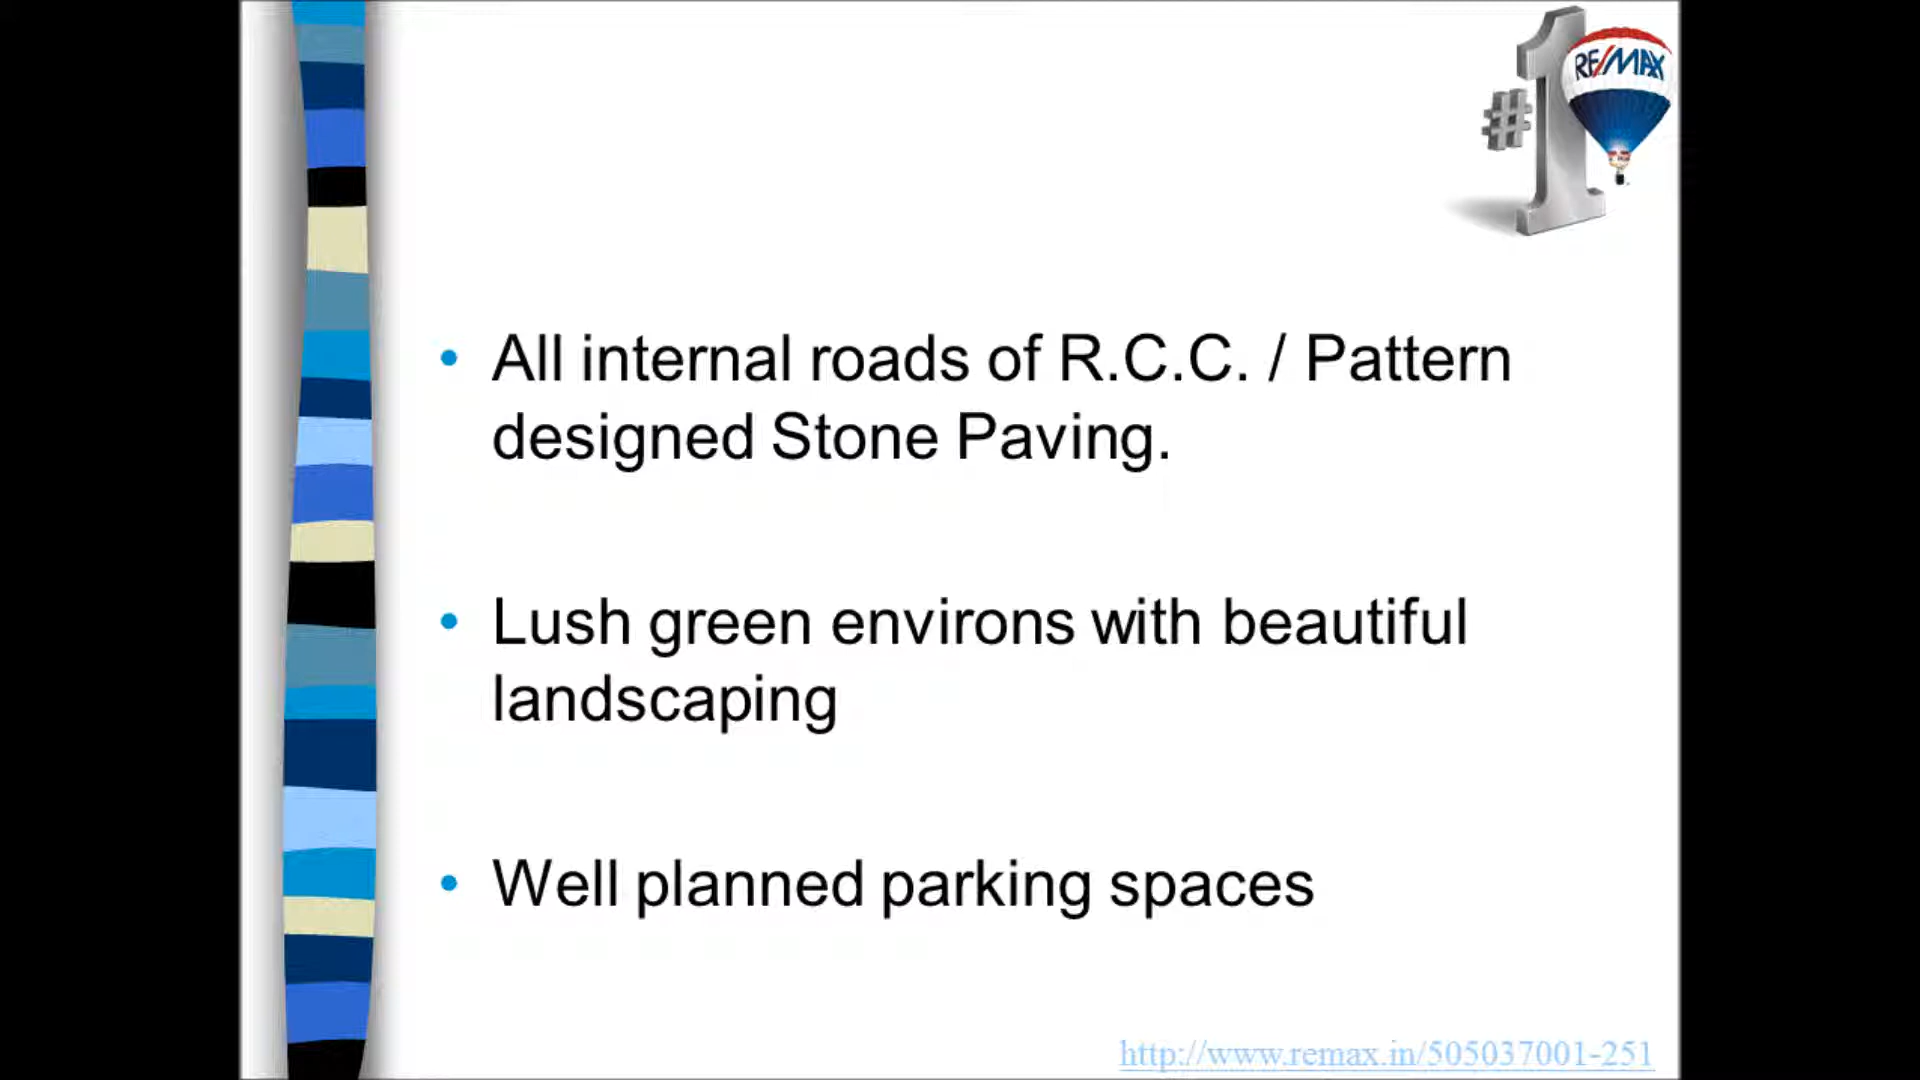 #1
RE/MAX
• All internal roads of R.C.C. / Pattern
designed Stone Paving.
• Lush green environs with beautiful
landscaping
• Well planned parking spaces
http://www.remax.in/505037001-251